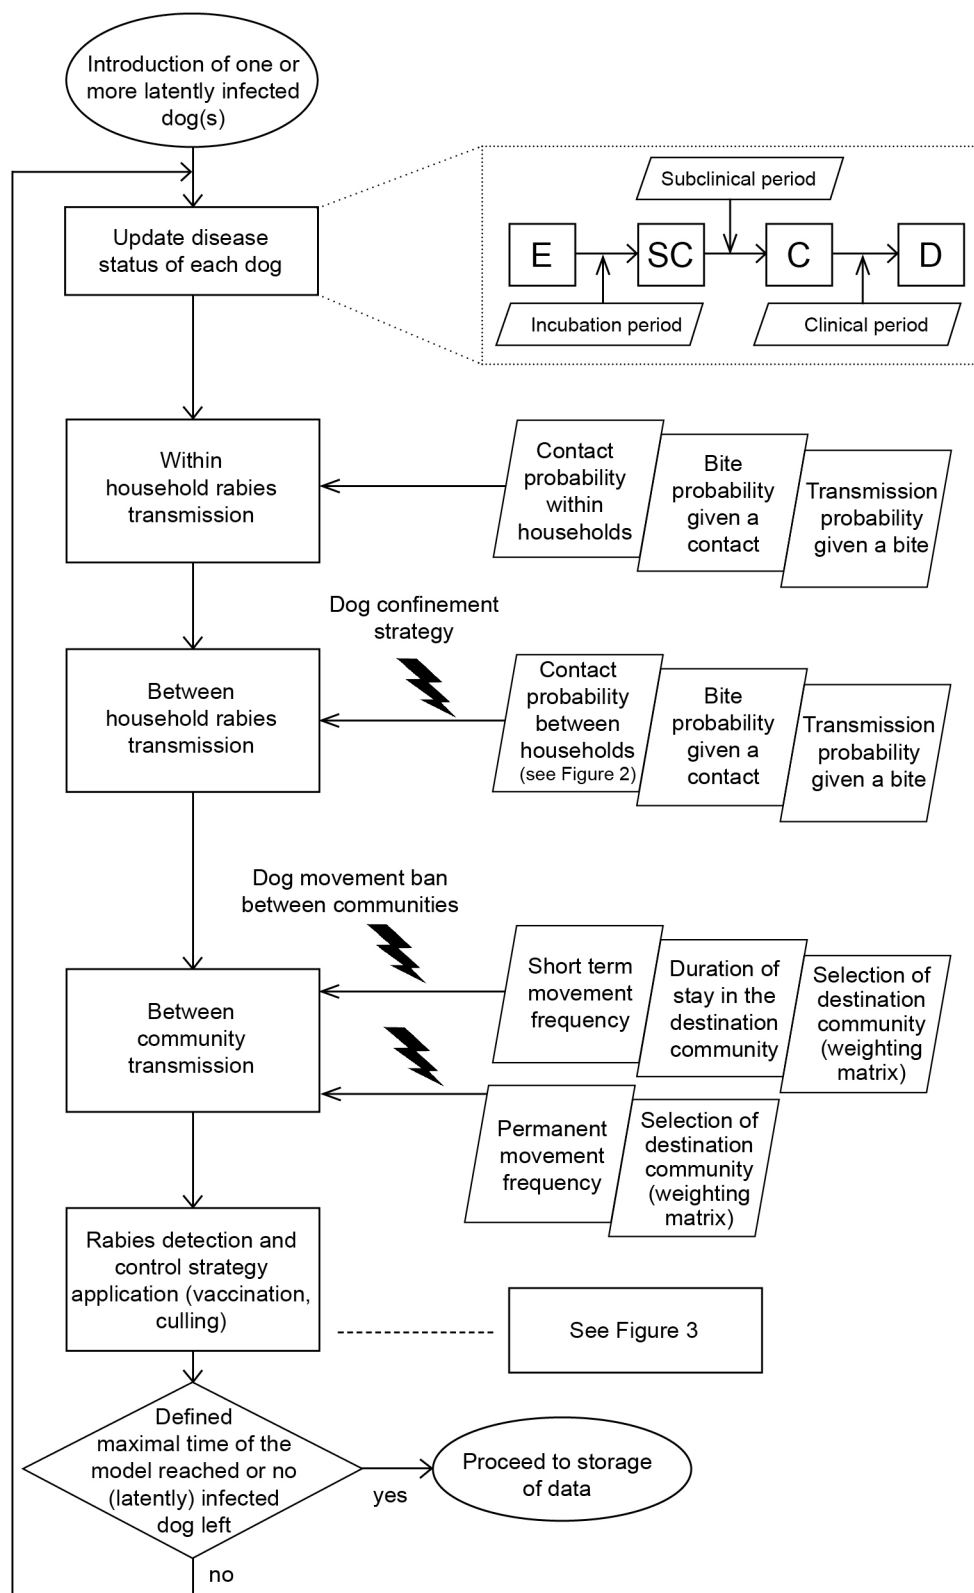 Introduction of one or
more latently infected
dog(s)
Update disease
status of each dog
Subclinical period
E
SC
C
D
Incubation period
Clinical period
Within
household rabies
transmission
Contact
probability
within
households
Bite
probability
given a
contact
Transmission
probability
given a bite
Dog confinement
strategy
Between
household rabies
transmission
Contact
probability
between
households
(see Figure 2)
Bite
probability
given a
contact
Transmission
probability
given a bite
Dog movement ban
between communities
Between
community
transmission
Short term
movement
frequency
Duration of
stay in the
destination
community
Selection of
destination
community
(weighting
matrix)
Permanent
movement
frequency
Selection of
destination
community
(weighting
matrix)
Rabies detection and
control strategy
application (vaccination,
culling)
See Figure 3
Defined
maximal time of the
model reached or no
(latently) infected
dog left
yes
Proceed to storage
of data
no